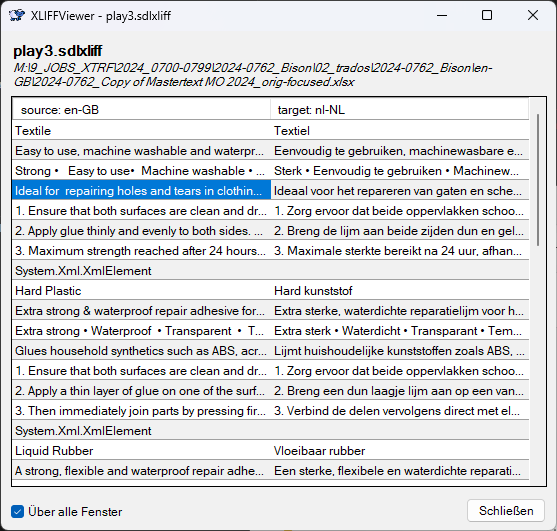 XLIFFViewer - play3.sdlxliff
play3.sdlxliff
M:\9_JOBS_XTRF\2024_0700-0799\2024-0762_Bison\02_trados\2024-0762_Bison\en-
GB\2024-0762_Copy of Mastertext MO 2024_orig-focused.xlsx
source: en-GB target: nl-NL
Textile Textiel
Easy to use, machine washable and waterpr... Eenvoudig te gebruiken, machinewasbare e...
Strong • Easy to use• Machine washable • ... Sterk • Eenvoudig te gebruiken • Machinew...
Ideal for repairing holes and tears in clothin... Ideaal voor het repareren van gaten en sche...
1. Ensure that both surfaces are clean and dr... 1. Zorg ervoor dat beide oppervlakken schoo...
2. Apply glue thinly and evenly to both sides. ... 2. Breng de lijm aan beide zijden dun en gel...
3. Maximum strength reached after 24 hours... 3. Maximale sterkte bereikt na 24 uur, afhan...
System.Xml.XmlElement
Hard Plastic Hard kunststof
Extra strong & waterproof repair adhesive for... Extra sterke, waterdichte reparatielijm voor h...
Extra strong • Waterproof • Transparent • T... Extra sterk • Waterdicht • Transparant • Tem...
Glues household synthetics such as ABS, acr... Lijmt huishoudelijke kunststoffen zoals ABS, ...
1. Ensure that both surfaces are clean and dr... 1. Zorg ervoor dat beide oppervlakken schoo...
2. Apply a thin layer of glue on one of the surf... 2. Breng een dun laagje lijm aan op een van...
3. Then immediately join parts by pressing fir... 3. Verbind de delen vervolgens direct met el...
System.Xml.XmlElement
Liquid Rubber Vloeibaar rubber
A strong, flexible and waterproof repair adhe... Een sterke, flexibele en waterdichte reparati...
Über alle Fenster Schließen